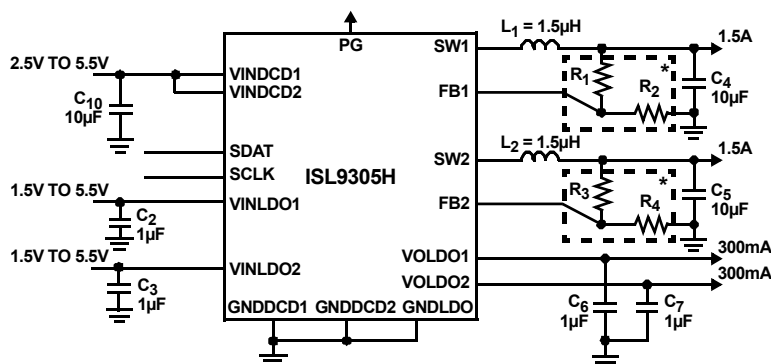 PG
L1 = 1.5µH
SW1
1.5A
R1
*
R2
C4
10µF
2.5V TO 5.5V
VINDCD1
VINDCD2
C10
10µF
FB1
L2 = 1.5µH
SDAT
SCLK
ISL9305H
SW2
1.5A
R3
*
R4
C5
10µF
1.5V TO 5.5V
VINLDO1
C2
1µF
FB2
1.5V TO 5.5V
VINLDO2
C3
1µF
VOLDO1
300mA
VOLDO2
300mA
GNDDCD1 GNDDCD2 GNDLDO
C6
1µF
C7
1µF